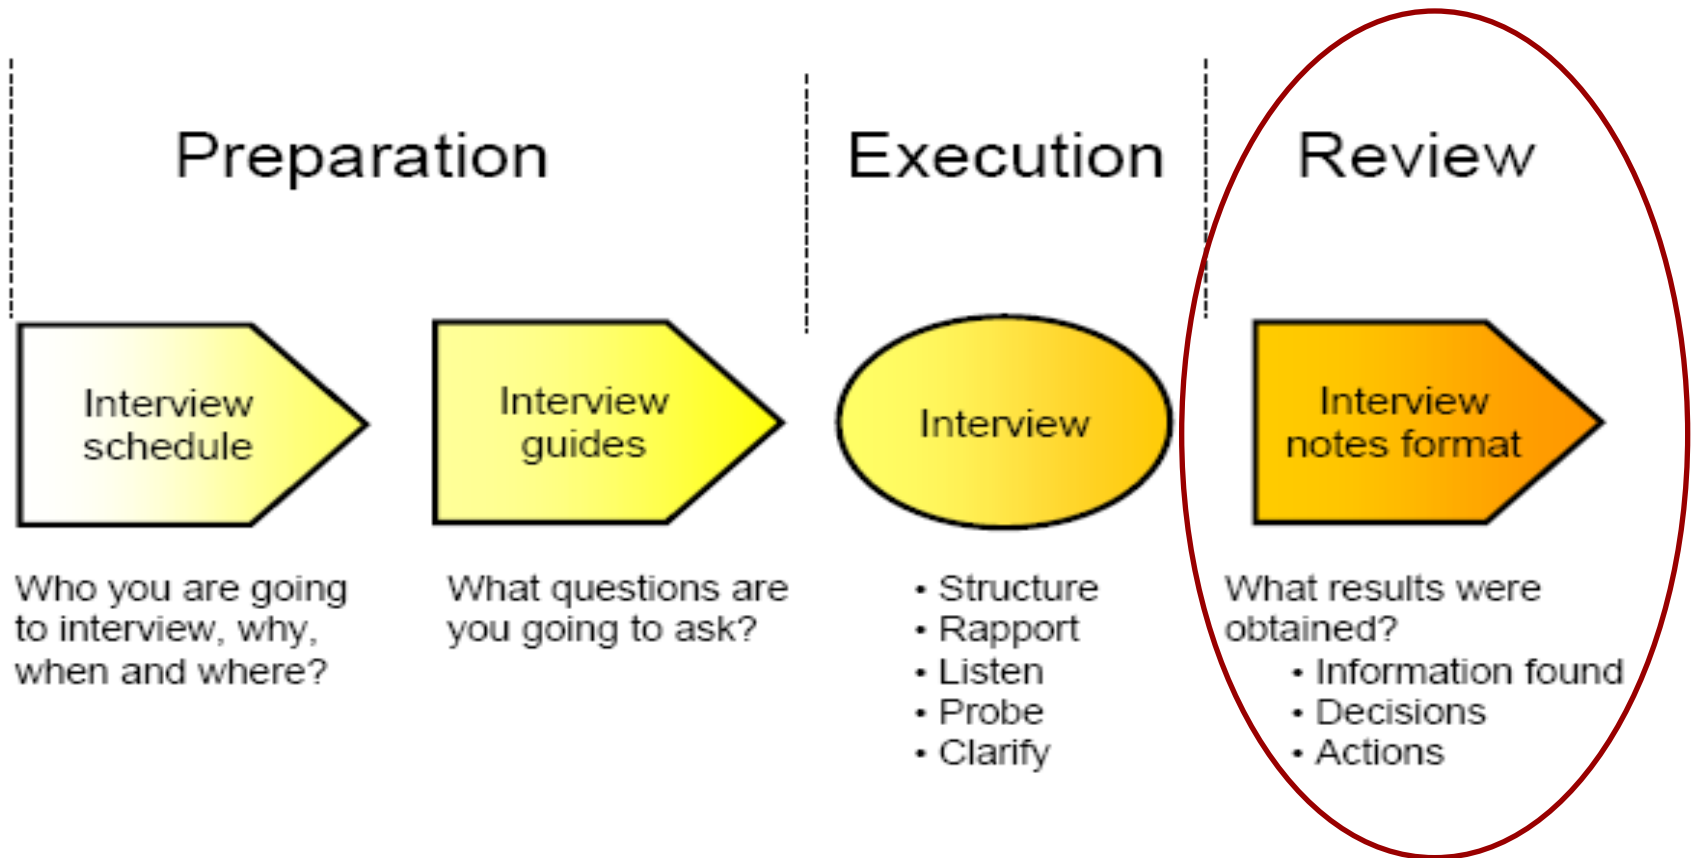 Preparation
Execution
Review
Interview
schedule
Interview
guides
Interview
Interview
notes format
Who you are going
to interview, why,
when and where?
What questions are
you going to ask?
• Structure
• Rapport
• Listen
• Probe
• Clarify
What results were
obtained?
• Information found
• Decisions
• Actions